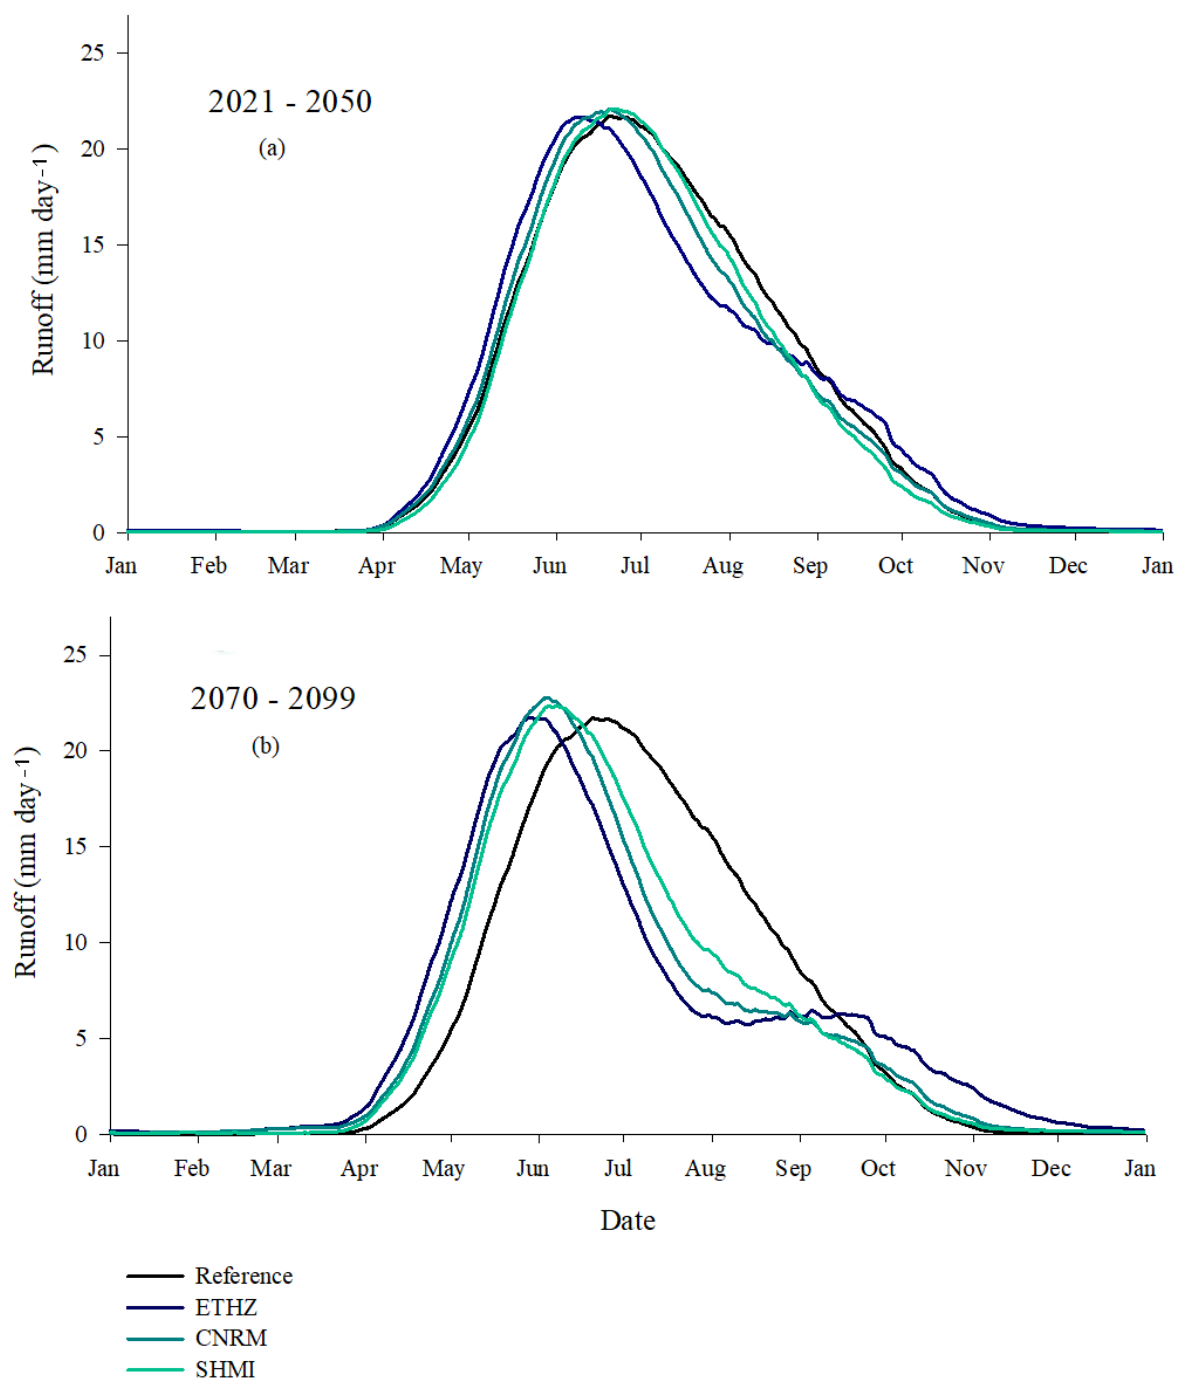 25
2021 - 2050
(a)
20
15
10
5
0
Runoff (mm day⁻¹)
Jan Feb Mar Apr May Jun Jul Aug Sep Oct Nov Dec Jan
25
2070 - 2099
(b)
20
15
10
5
0
Runoff (mm day⁻¹)
Jan Feb Mar Apr May Jun Jul Aug Sep Oct Nov Dec Jan
Date
Reference
ETHZ
CNRM
SHMI